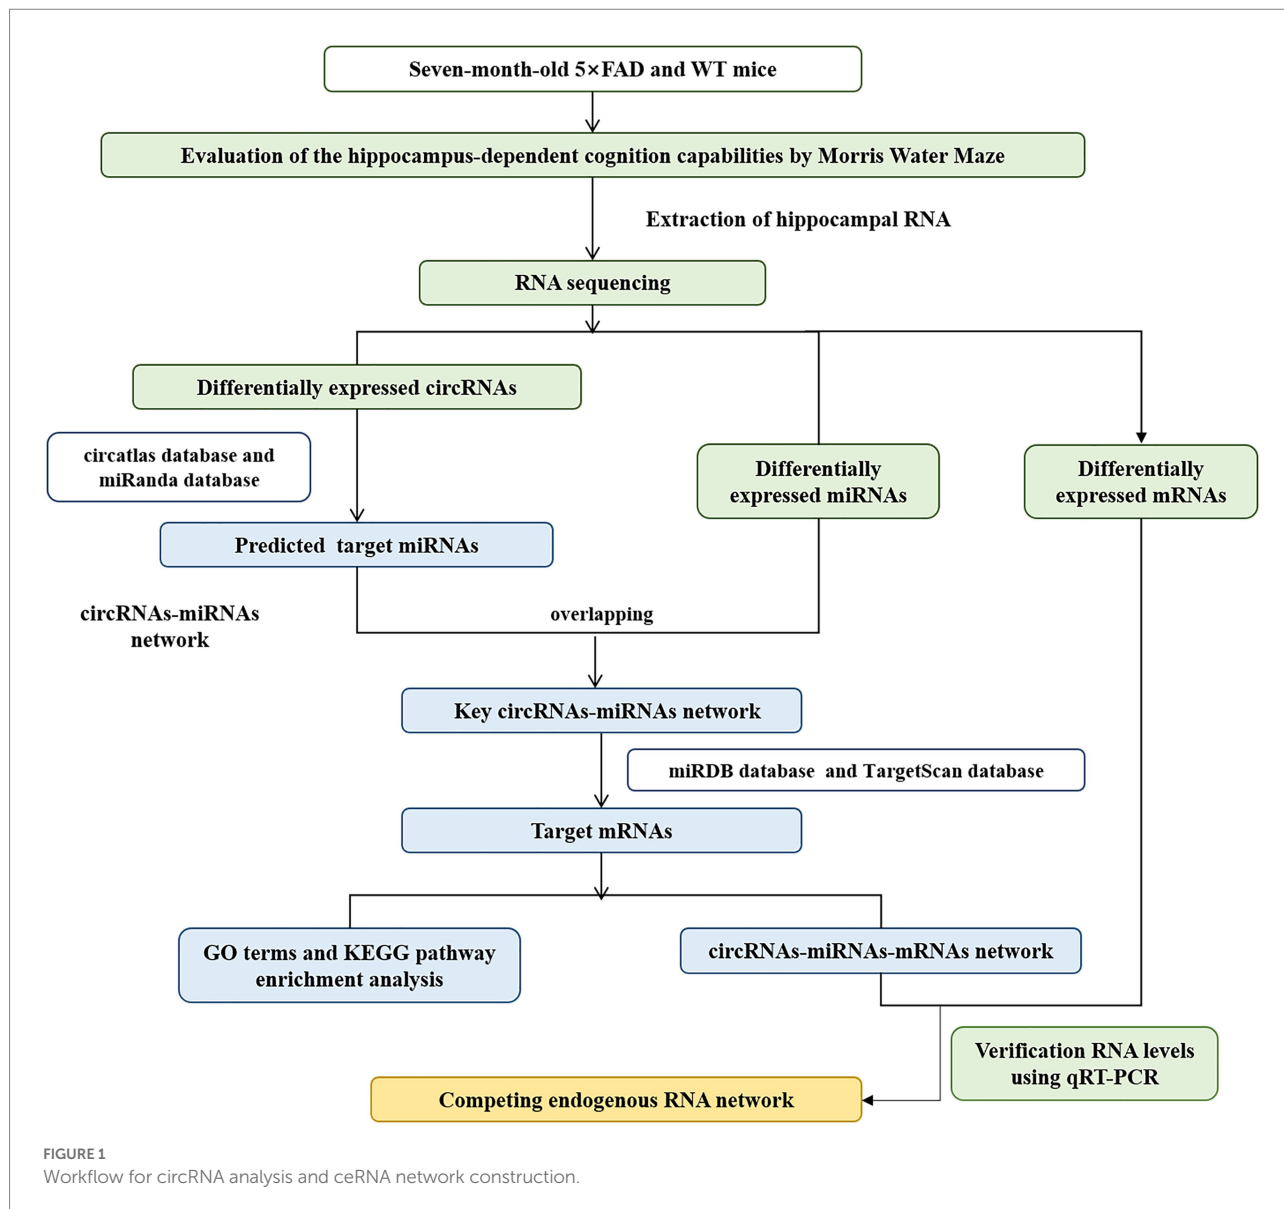 Seven-month-old 5×FAD and WT mice
Evaluation of the hippocampus-dependent cognition capabilities by Morris Water Maze
Extraction of hippocampal RNA
RNA sequencing
Differentially expressed circRNAs
circatlas database and
miRanda database
Differentially
expressed miRNAs
Differentially
expressed mRNAs
Predicted target miRNAs
circRNAs-miRNAs
network
overlapping
Key circRNAs-miRNAs network
miRDB database and TargetScan database
Target mRNAs
GO terms and KEGG pathway
enrichment analysis
circRNAs-miRNAs-mRNAs network
Verification RNA levels
using qRT-PCR
Competing endogenous RNA network
FIGURE 1
Workflow for circRNA analysis and ceRNA network construction.